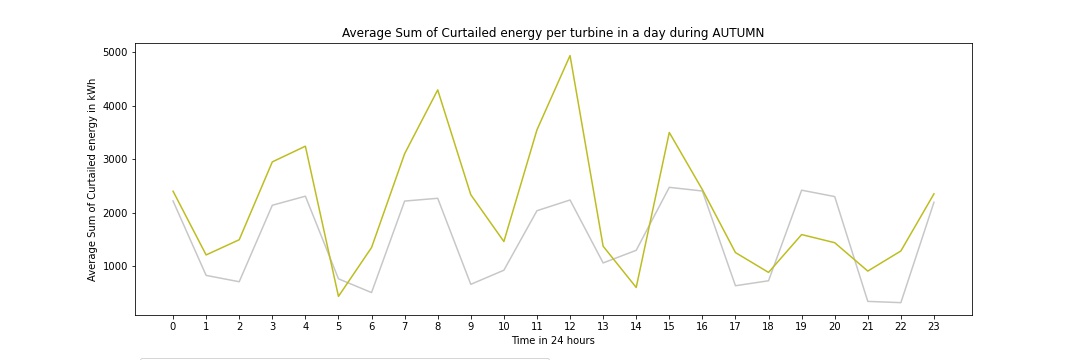 Average Sum of Curtailed energy per turbine in a day during AUTUMN
Average Sum of Curtailed energy in kWh
5000
4000
3000
2000
1000
0 1 2 3 4 5 6 7 8 9 10 11 12 13 14 15 16 17 18 19 20 21 22 23
Time in 24 hours